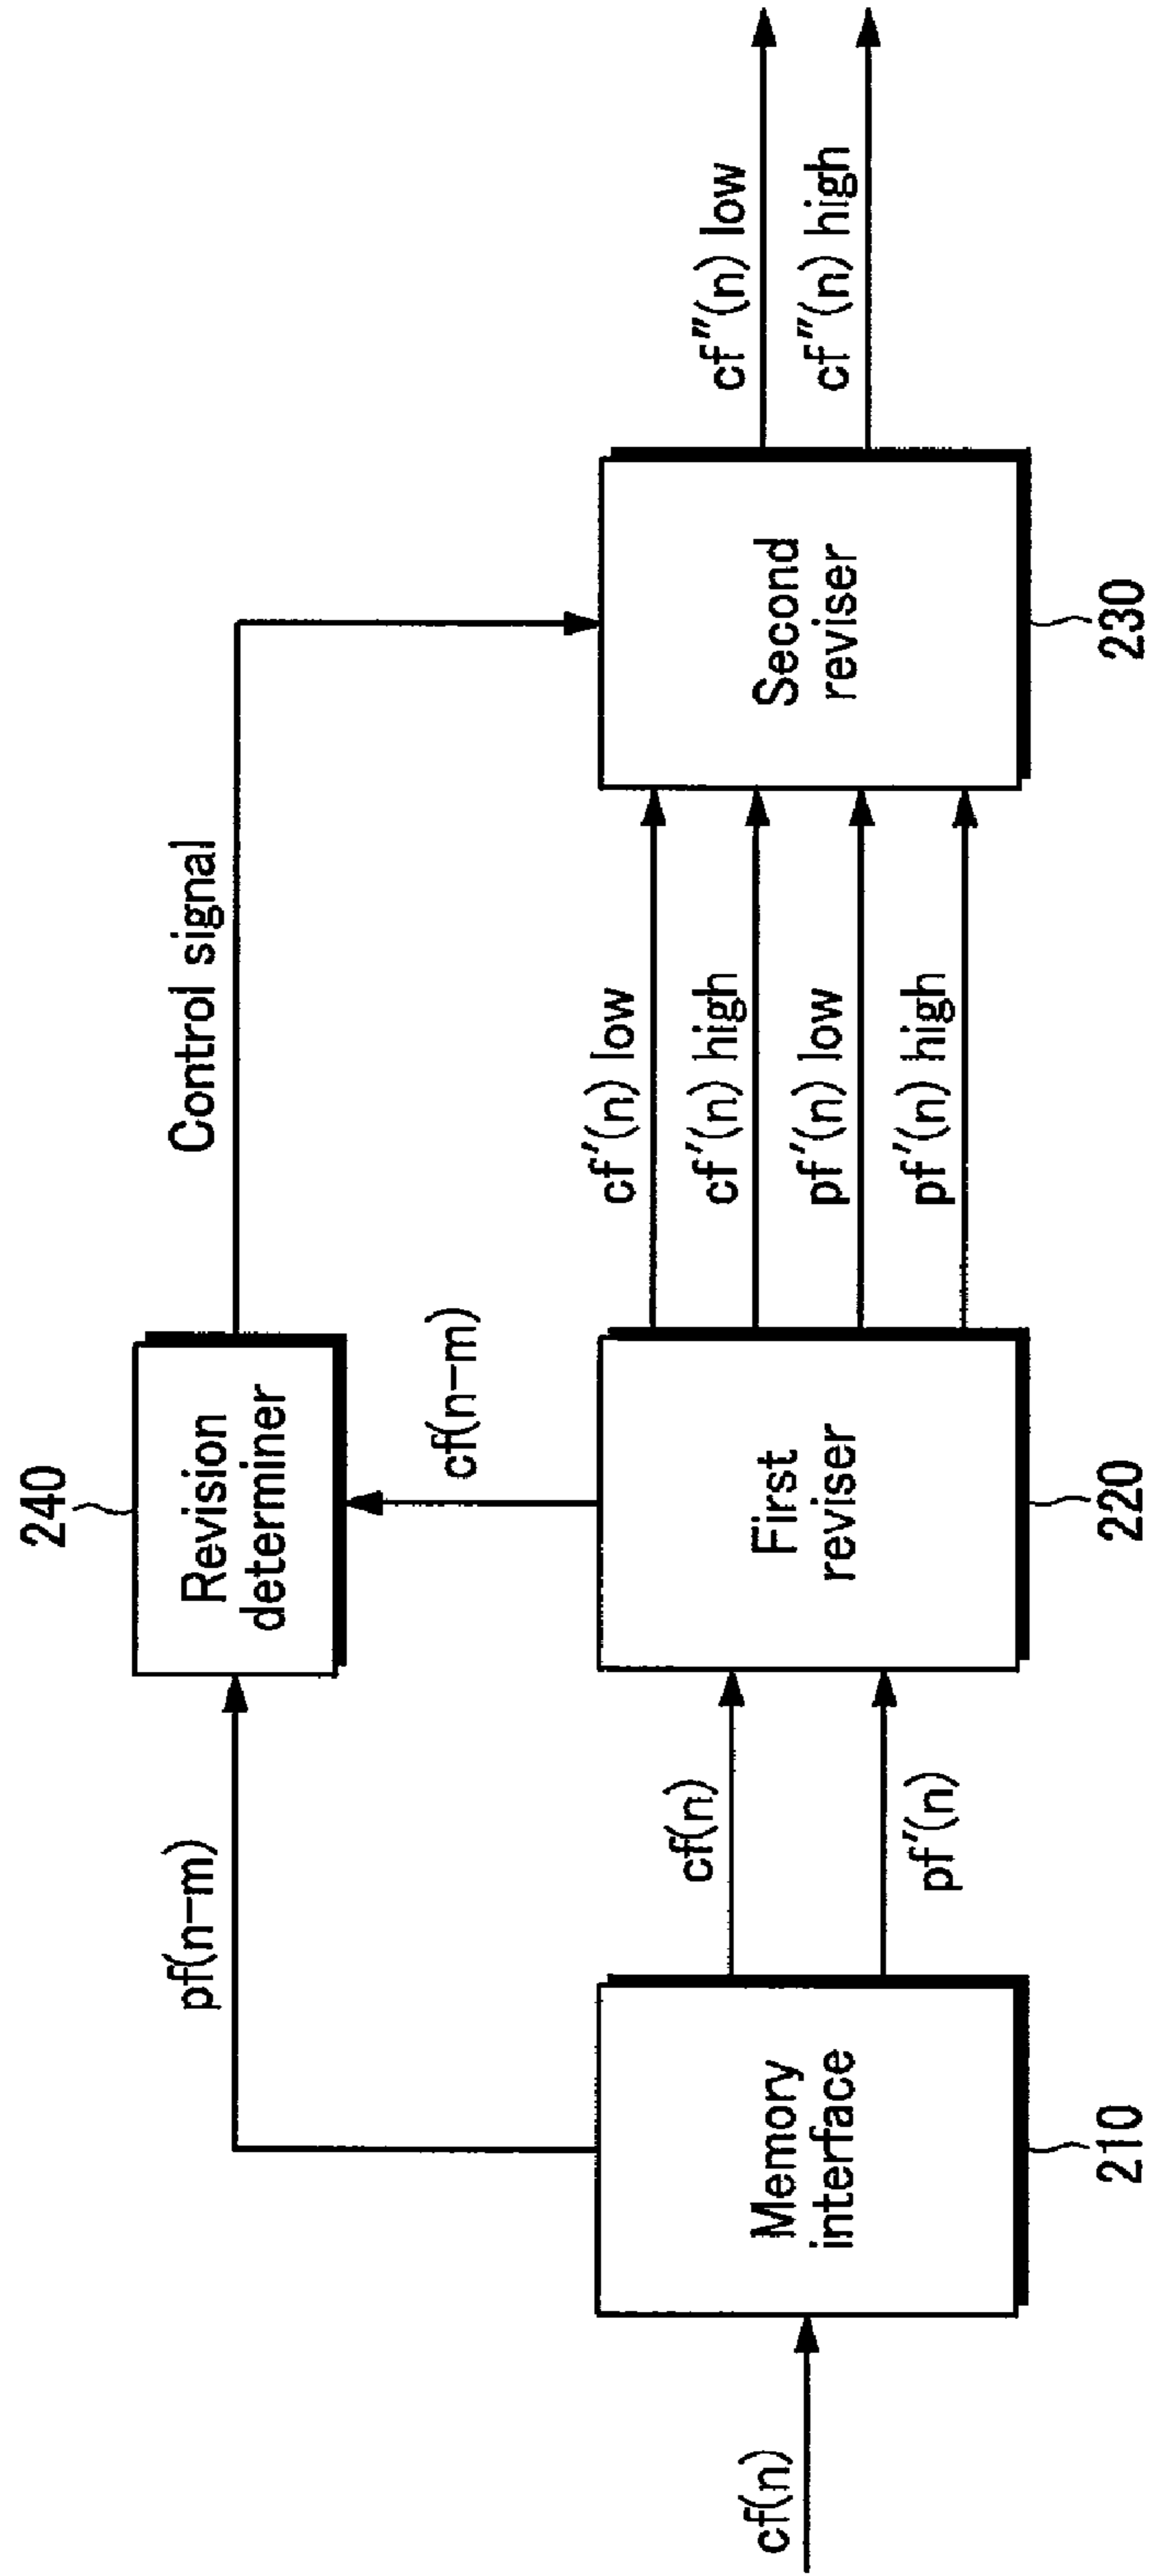 240
Revision
determiner
pf(n−m)
Control signal
cf(n−m)
cf(n)
Memory
interface
210
cf(n)
pf′(n)
First
reviser
220
cf′(n) low
cf′(n) high
pf′(n) low
pf′(n) high
Second
reviser
230
cf″(n) low
cf″(n) high